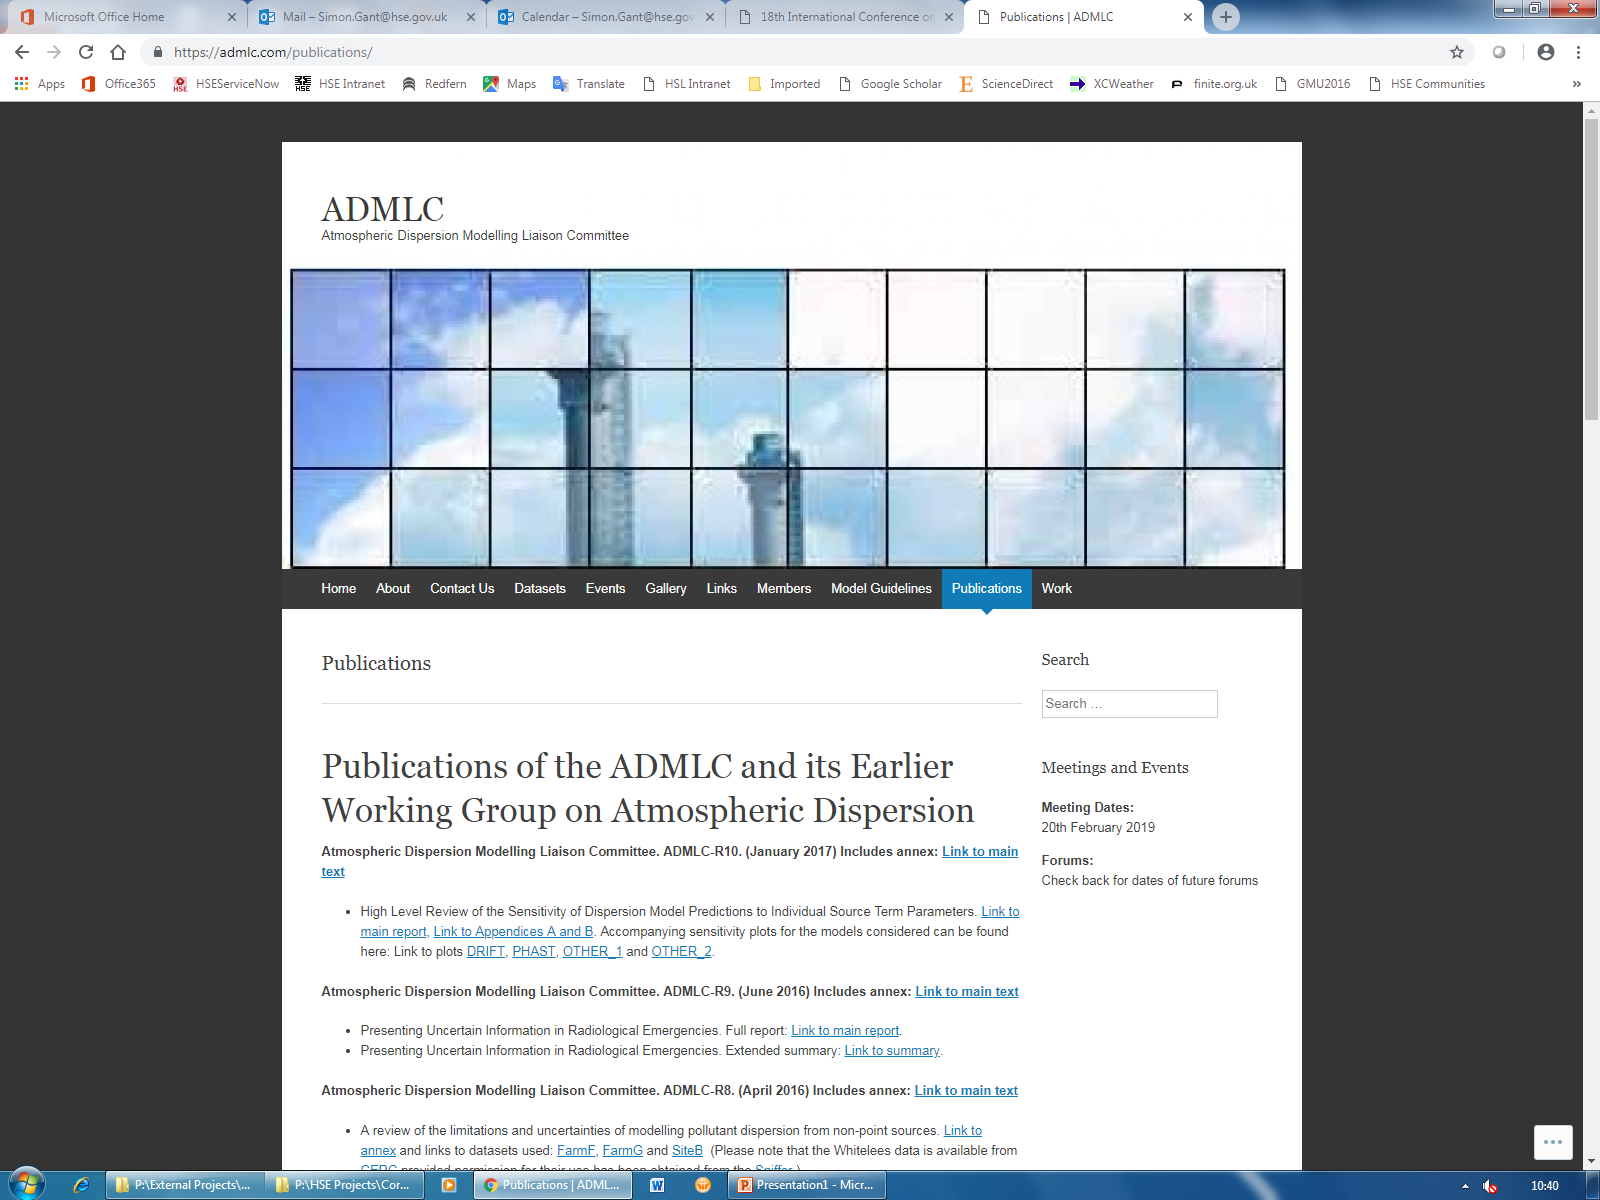 Microsoft Office Home
Mail – Simon.Gant@hse.gov.uk
Calendar – Simon.Gant@hse.gov
18th International Conference on
Publications | ADMLC
https://admlc.com/publications/
Apps
Office365
HSEServiceNow
HSE Intranet
Redfern
Maps
Translate
HSL Intranet
Imported
Google Scholar
ScienceDirect
XCWeather
finite.org.uk
GMU2016
HSE Communities
»
ADMLC
Atmospheric Dispersion Modelling Liaison Committee
Home About Contact Us Datasets Events Gallery Links Members Model Guidelines Publications Work
Publications
Publications of the ADMLC and its Earlier
Working Group on Atmospheric Dispersion
Atmospheric Dispersion Modelling Liaison Committee. ADMLC-R10. (January 2017) Includes annex: Link to main
text
• High Level Review of the Sensitivity of Dispersion Model Predictions to Individual Source Term Parameters. Link to
main report, Link to Appendices A and B. Accompanying sensitivity plots for the models considered can be found
here: Link to plots DRIFT, PHAST, OTHER_1 and OTHER_2.
Atmospheric Dispersion Modelling Liaison Committee. ADMLC-R9. (June 2016) Includes annex: Link to main text
• Presenting Uncertain Information in Radiological Emergencies. Full report: Link to main report.
• Presenting Uncertain Information in Radiological Emergencies. Extended summary: Link to summary.
Atmospheric Dispersion Modelling Liaison Committee. ADMLC-R8. (April 2016) Includes annex: Link to main text
• A review of the limitations and uncertainties of modelling pollutant dispersion from non-point sources. Link to
annex and links to datasets used: FarmF, FarmG and SiteB (Please note that the Whitelees data is available from
CERC provided permission for their use has been obtained from the Sniffer.)
Search
Search ...
Meetings and Events
Meeting Dates:
20th February 2019
Forums:
Check back for dates of future forums
P:\External Projects\...
P:\HSE Projects\Cor...
Publications | ADML...
Presentation1 - Micr...
10:40